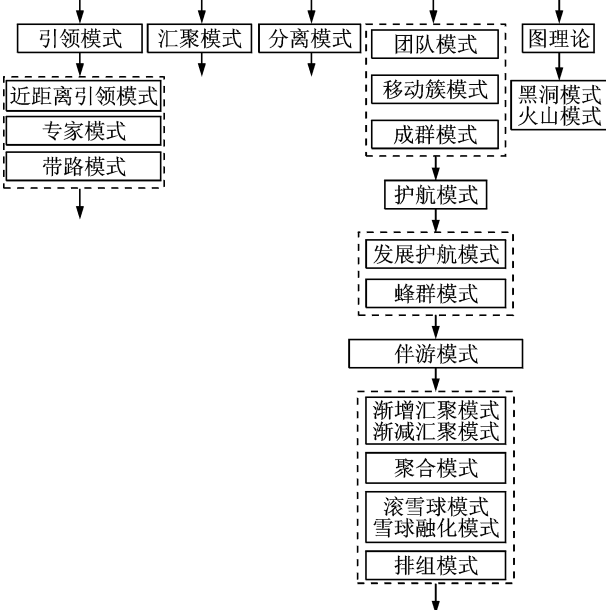 引领模式
汇聚模式
分离模式
团队模式
移动簇模式
成群模式
图理论
近距离引领模式
专家模式
带路模式
黑洞模式
火山模式
护航模式
发展护航模式
蜂群模式
伴游模式
渐增汇聚模式
渐减汇聚模式
聚合模式
滚雪球模式
雪球融化模式
排组模式